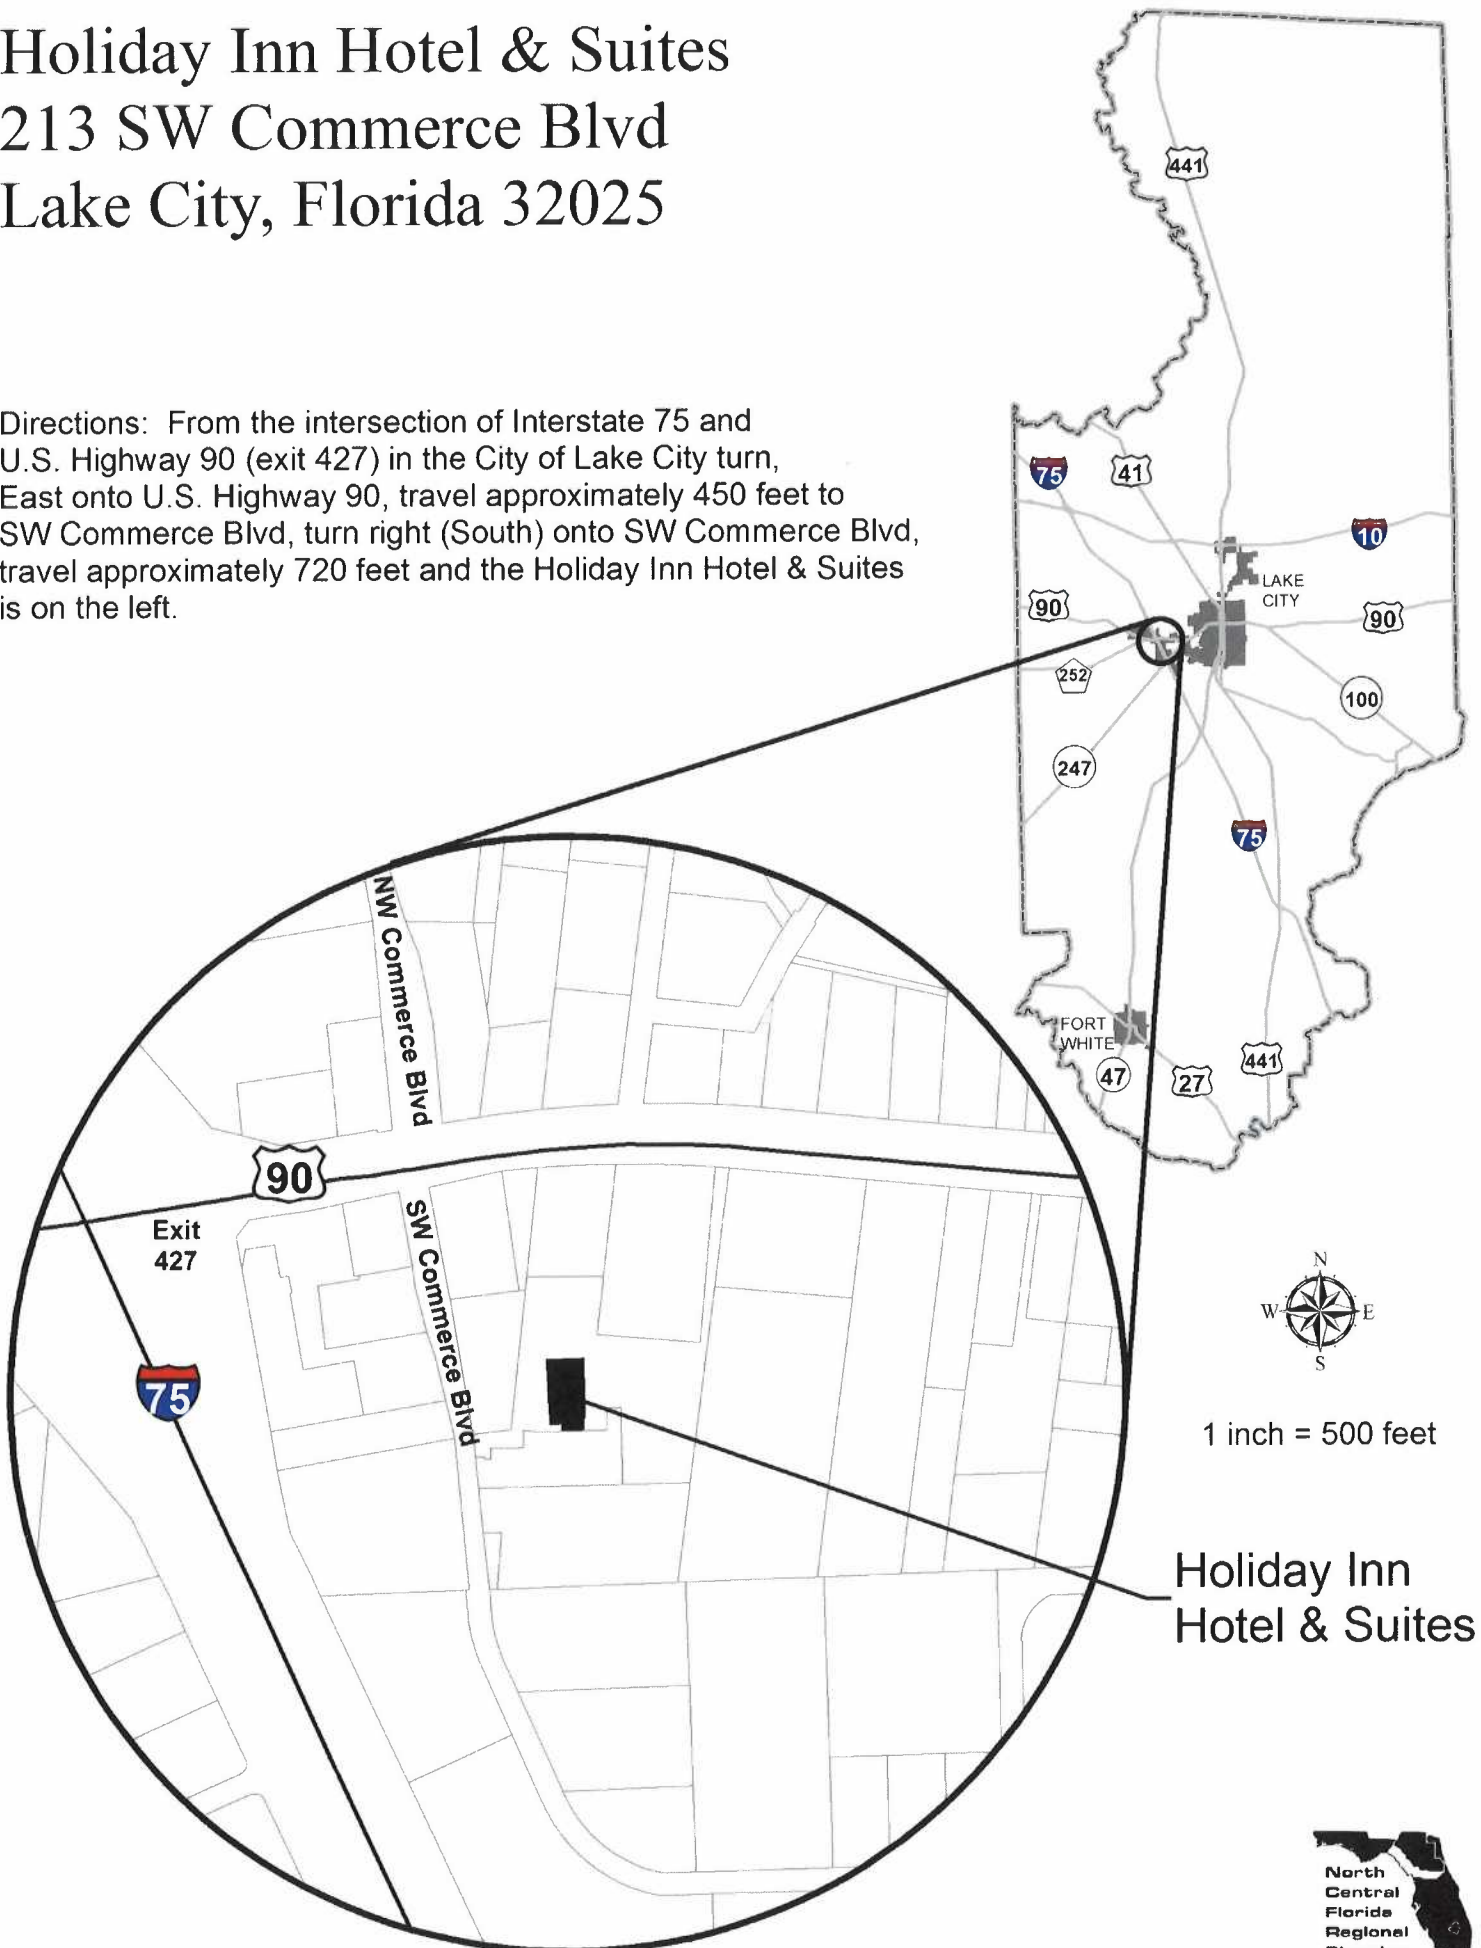 Holiday Inn Hotel & Suites
213 SW Commerce Blvd
Lake City, Florida 32025
Directions: From the intersection of Interstate 75 and
U.S. Highway 90 (exit 427) in the City of Lake City turn,
East onto U.S. Highway 90, travel approximately 450 feet to
SW Commerce Blvd, turn right (South) onto SW Commerce Blvd,
travel approximately 720 feet and the Holiday Inn Hotel & Suites
is on the left.
441
75
41
10
LAKE
CITY
90
90
252
100
247
75
FORT
WHITE
47
27
441
NW Commerce Blvd
90
Exit
427
SW Commerce Blvd
75
N
W
E
S
1 inch = 500 feet
Holiday Inn
Hotel & Suites
North
Central
Florida
Regional